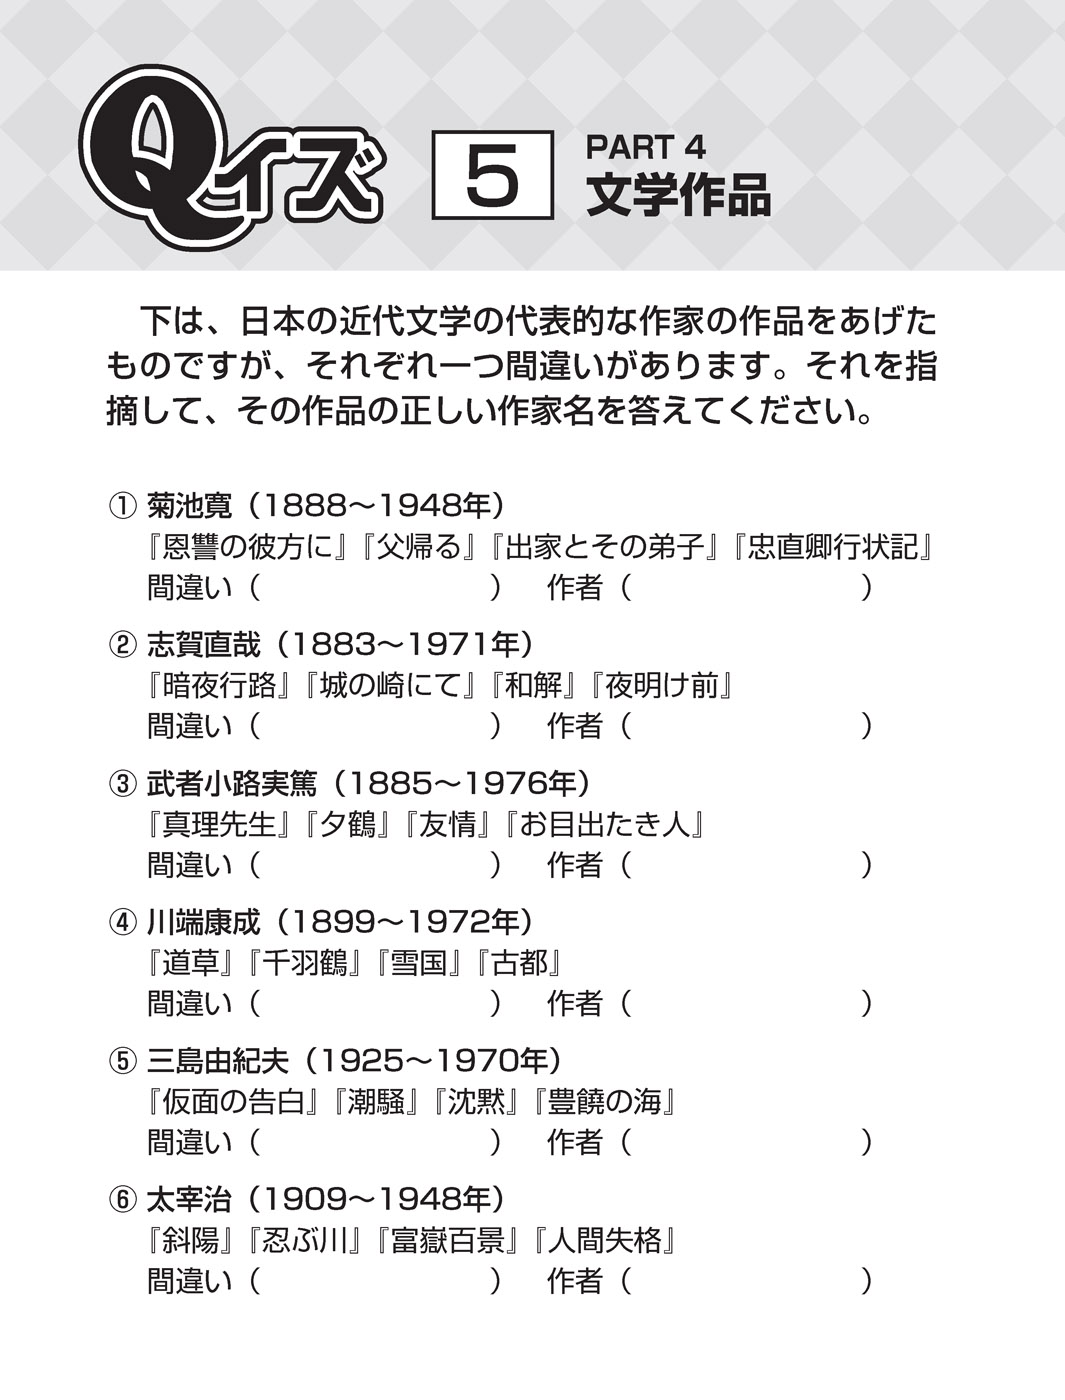 Qイズ 5 PART 4
文学作品
下は、日本の近代文学の代表的な作家の作品をあげた
ものですが、それぞれ一つ間違いがあります。それを指
摘して、その作品の正しい作家名を答えてください。
① 菊池寛（1888〜1948年）
『恩讐の彼方に』『父帰る』『出家とその弟子』『忠直卿行状記』
間違い（　　　　　　　　） 作者（　　　　　　　　）
② 志賀直哉（1883〜1971年）
『暗夜行路』『城の崎にて』『和解』『夜明け前』
間違い（　　　　　　　　） 作者（　　　　　　　　）
③ 武者小路実篤（1885〜1976年）
『真理先生』『夕鶴』『友情』『お目出たき人』
間違い（　　　　　　　　） 作者（　　　　　　　　）
④ 川端康成（1899〜1972年）
『道草』『千羽鶴』『雪国』『古都』
間違い（　　　　　　　　） 作者（　　　　　　　　）
⑤ 三島由紀夫（1925〜1970年）
『仮面の告白』『潮騒』『沈黙』『豊饒の海』
間違い（　　　　　　　　） 作者（　　　　　　　　）
⑥ 太宰治（1909〜1948年）
『斜陽』『忍ぶ川』『富嶽百景』『人間失格』
間違い（　　　　　　　　） 作者（　　　　　　　　）